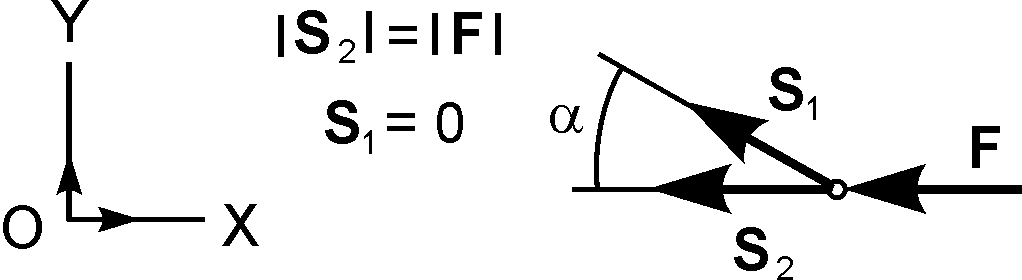 Y
O
X
|S₂| = |F|
S₁ = 0
α
S₁
S₂
F